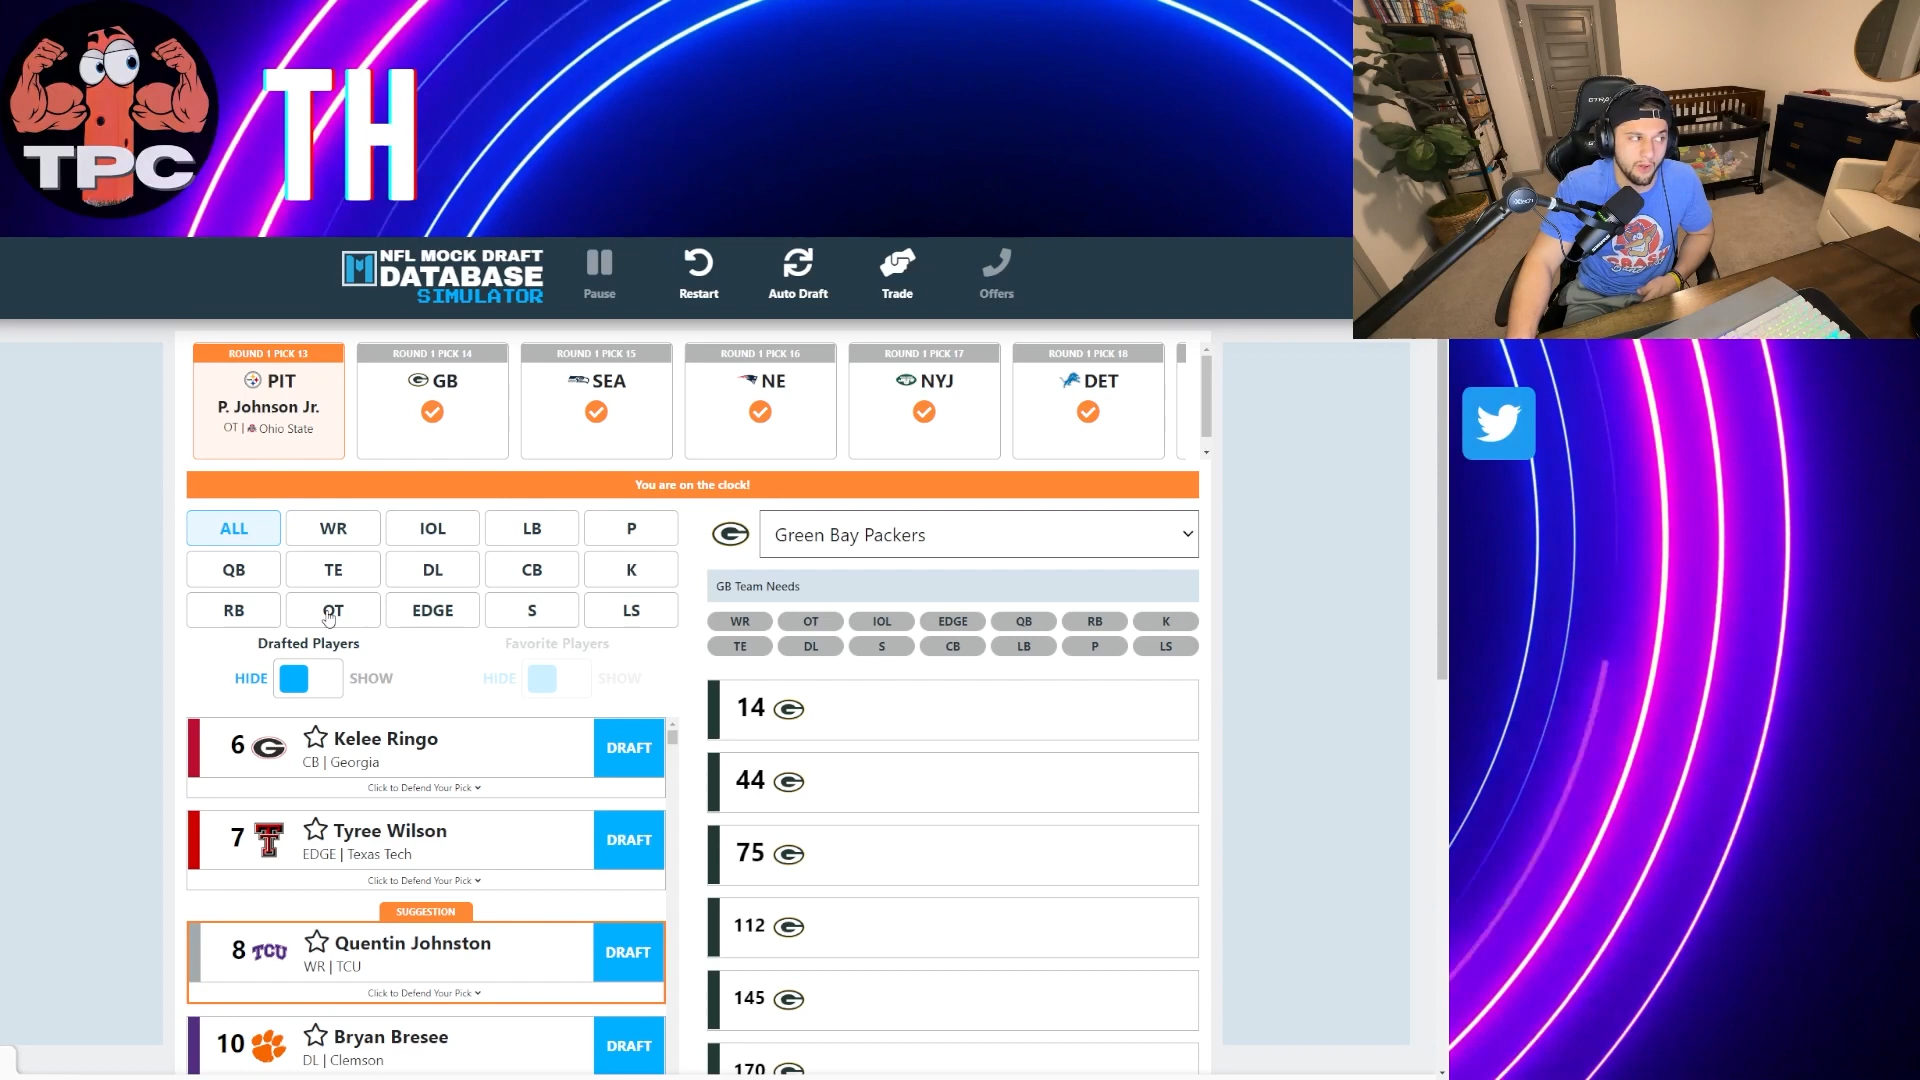 TPC
TH
NFL MOCK DRAFT
DATABASE
SIMULATOR
Pause
Restart
Auto Draft
Trade
Offers
ROUND 1 PICK 13
PIT
P. Johnson Jr.
OT | Ohio State
ROUND 1 PICK 14
GB
ROUND 1 PICK 15
SEA
ROUND 1 PICK 16
NE
ROUND 1 PICK 17
NYJ
ROUND 1 PICK 18
DET
You are on the clock!
ALL WR IOL LB P
QB TE DL CB K
RB OT EDGE S LS
Drafted Players
HIDE SHOW
Favorite Players
HIDE SHOW
6 Kelee Ringo
CB | Georgia
DRAFT
Click to Defend Your Pick
7 Tyree Wilson
EDGE | Texas Tech
DRAFT
Click to Defend Your Pick
SUGGESTION
8 TCU Quentin Johnston
WR | TCU
DRAFT
Click to Defend Your Pick
10 Bryan Bresee
DL | Clemson
DRAFT
Green Bay Packers
GB Team Needs
WR OT IOL EDGE QB RB K
TE DL S CB LB P LS
14
44
75
112
145
170
CRASH